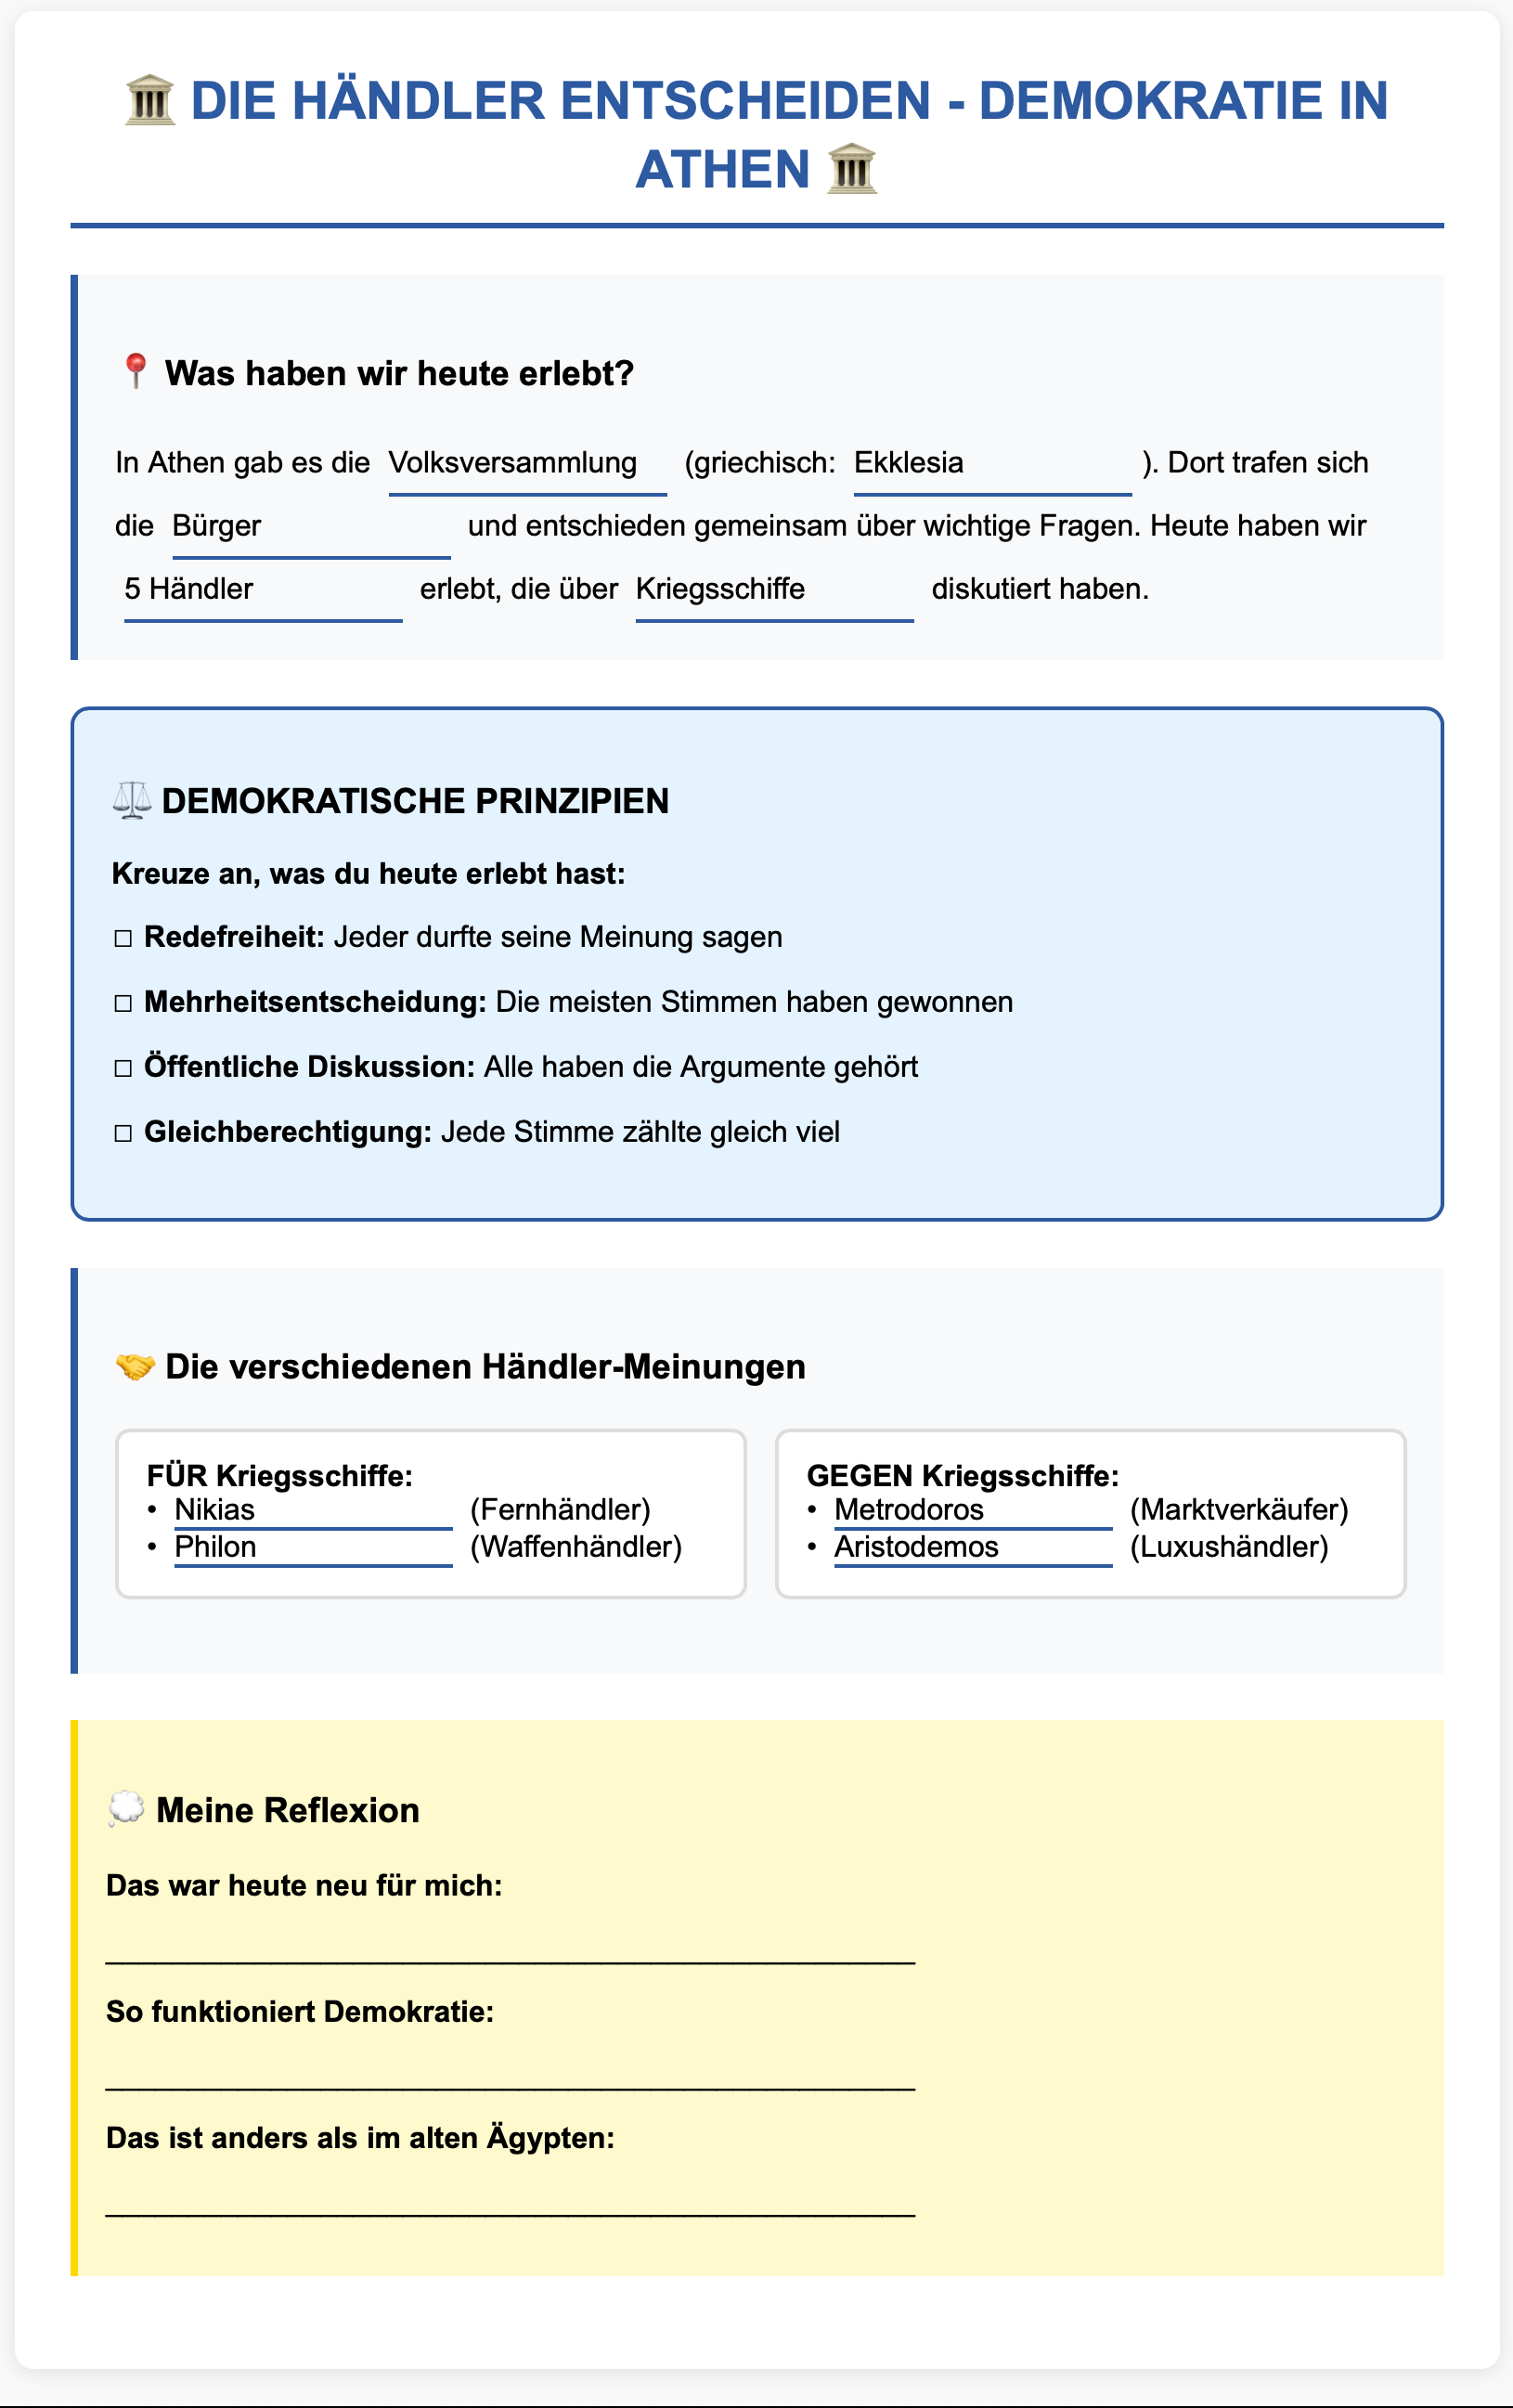 🏛️ DIE HÄNDLER ENTSCHEIDEN - DEMOKRATIE IN
ATHEN 🏛️
📍 Was haben wir heute erlebt?
In Athen gab es die Volksversammlung (griechisch: Ekklesia ). Dort trafen sich
die Bürger und entschieden gemeinsam über wichtige Fragen. Heute haben wir
5 Händler erlebt, die über Kriegsschiffe diskutiert haben.
⚖️ DEMOKRATISCHE PRINZIPIEN
Kreuze an, was du heute erlebt hast:
☐ Redefreiheit: Jeder durfte seine Meinung sagen
☐ Mehrheitsentscheidung: Die meisten Stimmen haben gewonnen
☐ Öffentliche Diskussion: Alle haben die Argumente gehört
☐ Gleichberechtigung: Jede Stimme zählte gleich viel
🤝 Die verschiedenen Händler-Meinungen
FÜR Kriegsschiffe:
• Nikias (Fernhändler)
• Philon (Waffenhändler)
GEGEN Kriegsschiffe:
• Metrodoros (Marktverkäufer)
• Aristodemos (Luxushändler)
💭 Meine Reflexion
Das war heute neu für mich:
So funktioniert Demokratie:
Das ist anders als im alten Ägypten: